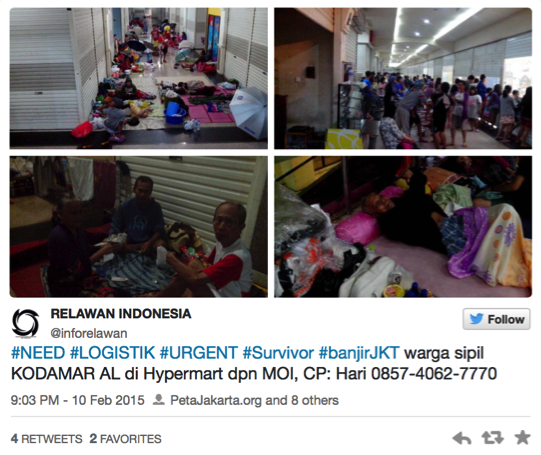 RELAWAN INDONESIA
@inforelawan
Follow
#NEED #LOGISTIK #URGENT #Survivor #banjirJKT warga sipil
KODAMAR AL di Hypermart dpn MOI, CP: Hari 0857-4062-7770
9:03 PM - 10 Feb 2015 PetaJakarta.org and 8 others
4 RETWEETS 2 FAVORITES